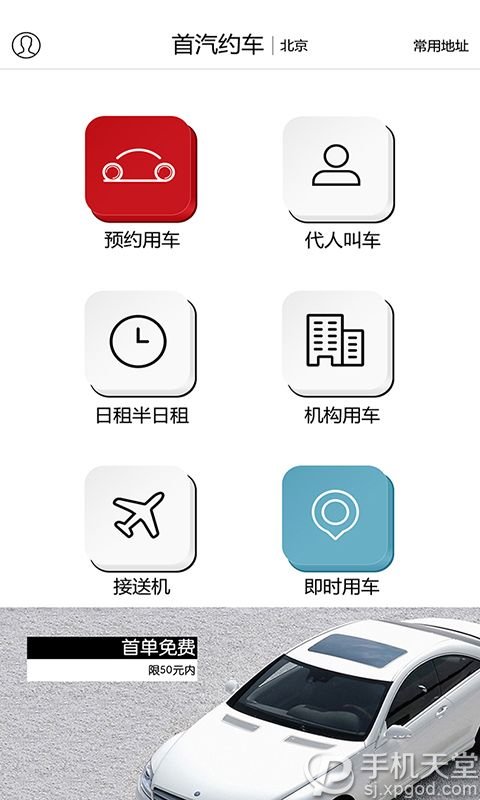 首汽约车 北京 常用地址
预约用车 代人叫车
日租半日租 机构用车
接送机 即时用车
首单免费
限50元内
手机天堂
sj.xpgod.com